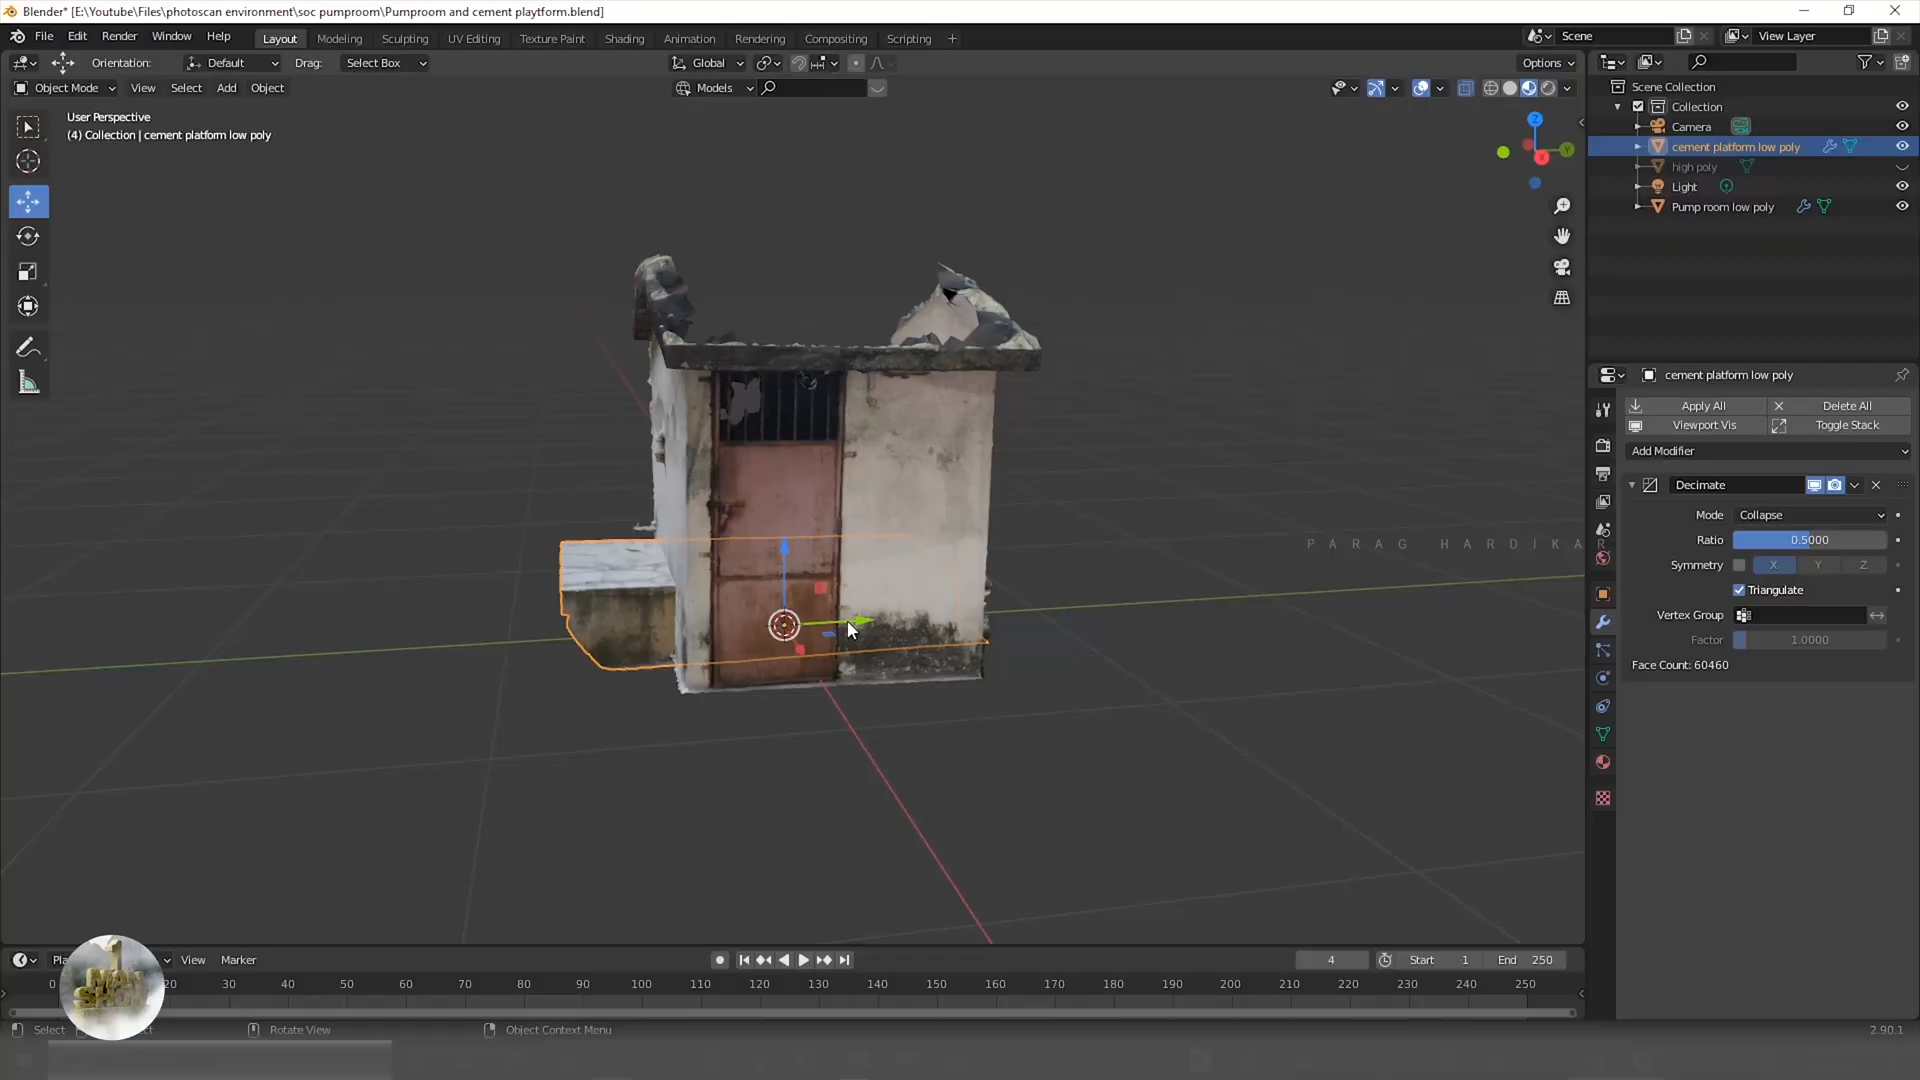 Blender* [E:\Youtube\Files\photoscan environment\soc pumproom\Pumproom and cement playtform.blend]
File Edit Render Window Help Layout Modeling Sculpting UV Editing Texture Paint Shading Animation Rendering Compositing Scripting + Scene View Layer
Orientation: Default Drag: Select Box Global Options
Object Mode View Select Add Object Models
User Perspective
(4) Collection | cement platform low poly
Z
Y
X
Scene Collection
Collection
Camera
cement platform low poly
high poly
Light
Pump room low poly
cement platform low poly
Apply All Delete All
Viewport Vis Toggle Stack
Add Modifier
Decimate
Mode Collapse
Ratio 0.5000
Symmetry X Y Z
Triangulate
Vertex Group
Factor 1.0000
Face Count: 60460
PARAG HARDIKAR
View Marker 4 Start 1 End 250
0 20 30 40 50 60 70 80 90 100 110 120 130 140 150 160 170 180 190 200 210 220 230 240 250
Select Rotate View Object Context Menu 2.90.1